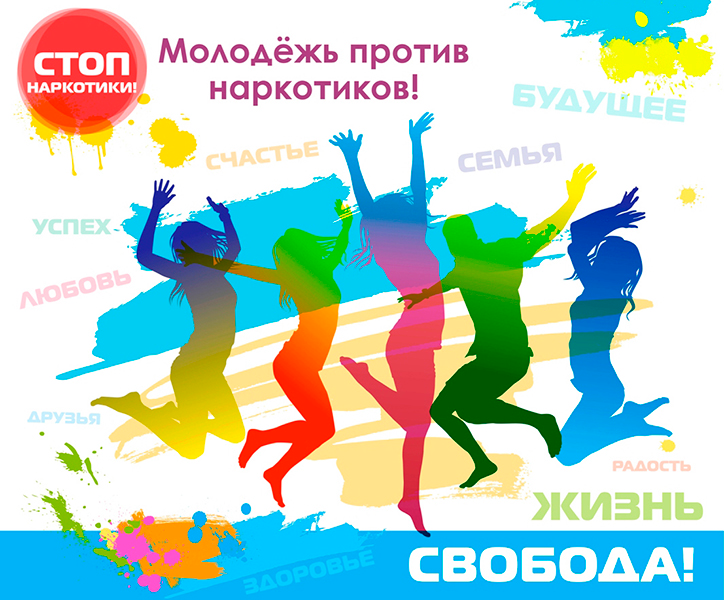 СТОП
НАРКОТИКИ!
Молодёжь против
наркотиков!
БУДУЩЕЕ
СЧАСТЬЕ
СЕМЬЯ
УСПЕХ
ЛЮБОВЬ
ДРУЗЬЯ
РАДОСТЬ
ЖИЗНЬ
СВОБОДА!
ЗДОРОВЬЕ